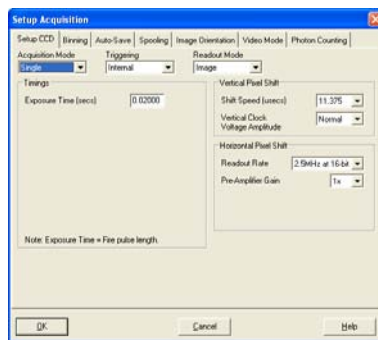 Setup Acquisition
Setup CCD Binning Auto-Save Spooling Image Orientation Video Mode Photon Counting
Acquisition Mode Triggering Readout Mode
Single Internal Image
Timings
Exposure Time (secs) 0.02000
Note: Exposure Time = Fire pulse length.
Vertical Pixel Shift
Shift Speed (usecs) 11.375
Vertical Clock
Voltage Amplitude Normal
Horizontal Pixel Shift
Readout Rate 2.5MHz at 16-bit
Pre-Amplifier Gain 1x
OK Cancel Help